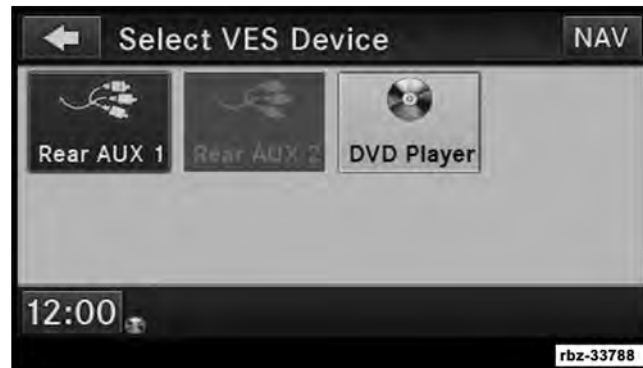 Select VES Device NAV
Rear AUX 1 Rear AUX 2 DVD Player
12:00
rbz-33788